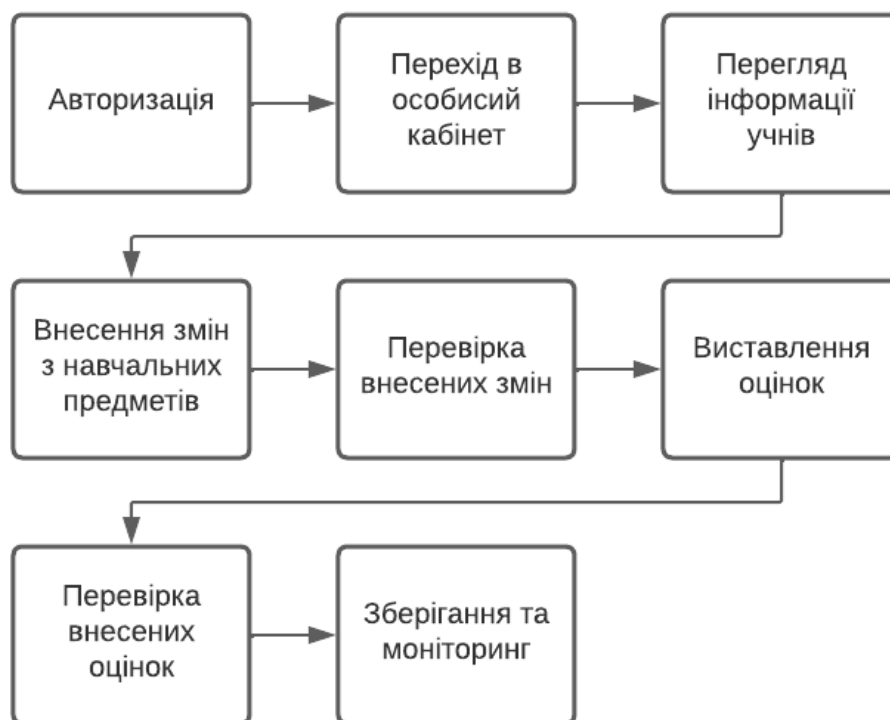 Авторизація
Перехід в
особисий
кабінет
Перегляд
інформації
учнів
Внесення змін
з навчальних
предметів
Перевірка
внесених змін
Виставлення
оцінок
Перевірка
внесених
оцінок
Зберігання та
моніторинг